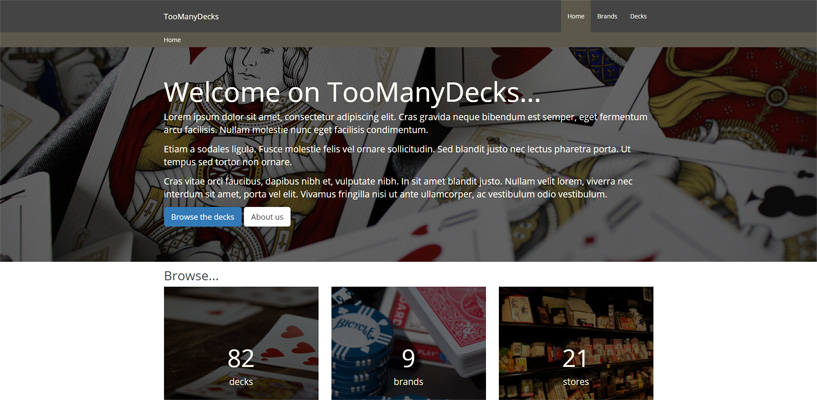 TooManyDecks
Home Brands Decks
Home
Welcome on TooManyDecks...
Lorem ipsum dolor sit amet, consectetur adipiscing elit. Cras gravida neque bibendum est semper, eget fermentum
arcu facilisis. Nullam molestie nunc eget facilisis condimentum.
Etiam a sodales ligula. Fusce molestie felis vel ornare sollicitudin. Sed blandit justo nec lectus pharetra porta. Ut
tempus sed tortor non ornare.
Cras vitae orci faucibus, dapibus nibh et, vulputate nibh. In sit amet blandit justo. Nullam velit lorem, viverra nec
interdum sit amet, porta vel elit. Vivamus fringilla nisi ut ante ullamcorper, ac vestibulum odio vestibulum.
Browse the decks About us
Browse...
BICYCLE
82 9 21
decks brands stores